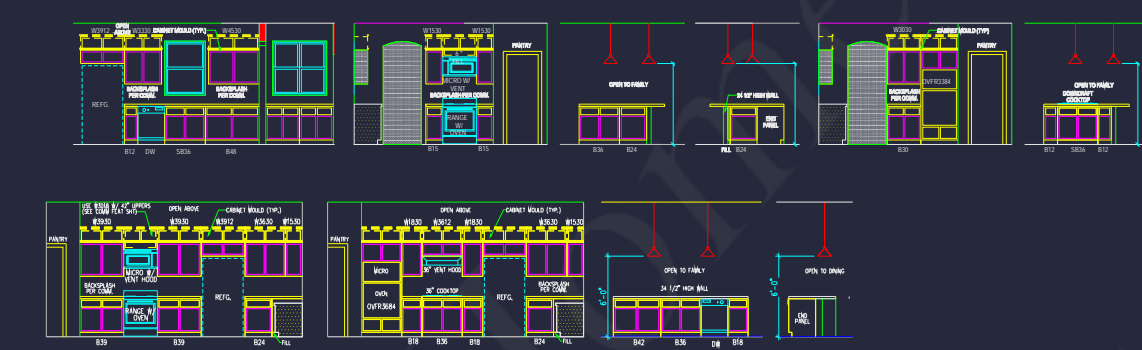 OPEN
ABOVE
W3912
W3330
CABINET MOULD (TYP.)
W4530
REFG.
BACKSPLASH
PER COMM.
BACKSPLASH
PER COMM.
B12
DW
SB36
B48
W1530
W1530
PANTRY
MICRO W/
VENT
BACKSPLASH PER COMM.
RANGE
W/
OVEN
B15
B15
OPEN TO FAMILY
B36
B24
34 1/2" HIGH WALL
END
PANEL
FILL
B24
W3030
CABINET MOULD (TYP)
PANTRY
OVFR3384
BACKSPLASH
PER COMM.
B30
OPEN TO FAMILY
COOKTOP
B12
SB36
B12
USE W3018 W/ 42" UPPERS
(SEE COMM FEAT SHT)
OPEN ABOVE
CABINET MOULD (TYP.)
W3930
W3930
W3912
W3630
W1530
PANTRY
MICRO W/
VENT HOOD
BACKSPLASH
PER COMM.
REFG.
RANGE W/
OVEN
B39
B39
B24
FILL
OPEN ABOVE
CABINET MOULD (TYP.)
W1830
W3612
W1830
W3630
W1530
PANTRY
MICRO
36" VENT HOOD
BACKSPLASH
PER COMM.
OVEN
36" COOKTOP
REFG.
OVFR3684
B18
B36
B18
B24
FILL
OPEN TO FAMILY
6'-0"
34 1/2" HIGH WALL
B42
B36
DW
B18
OPEN TO DINING
6'-0"
END
PANEL